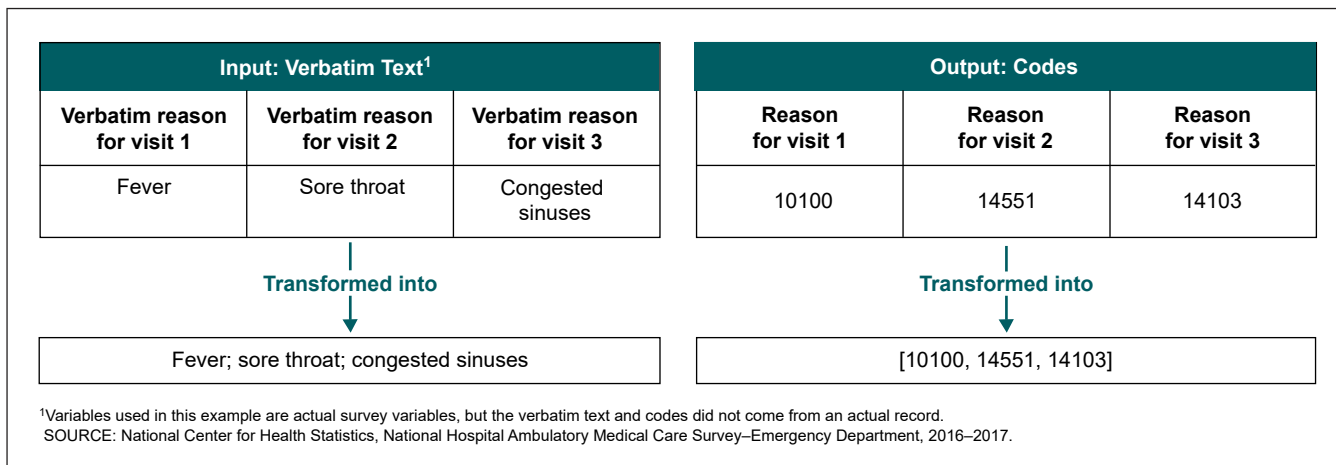 Input: Verbatim Text1
Verbatim reason
for visit 1
Verbatim reason
for visit 2
Verbatim reason
for visit 3
Fever
Sore throat
Congested
sinuses
Transformed into
Fever; sore throat; congested sinuses
Output: Codes
Reason
for visit 1
Reason
for visit 2
Reason
for visit 3
10100
14551
14103
Transformed into
[10100, 14551, 14103]
1Variables used in this example are actual survey variables, but the verbatim text and codes did not come from an actual record.
SOURCE: National Center for Health Statistics, National Hospital Ambulatory Medical Care Survey–Emergency Department, 2016–2017.